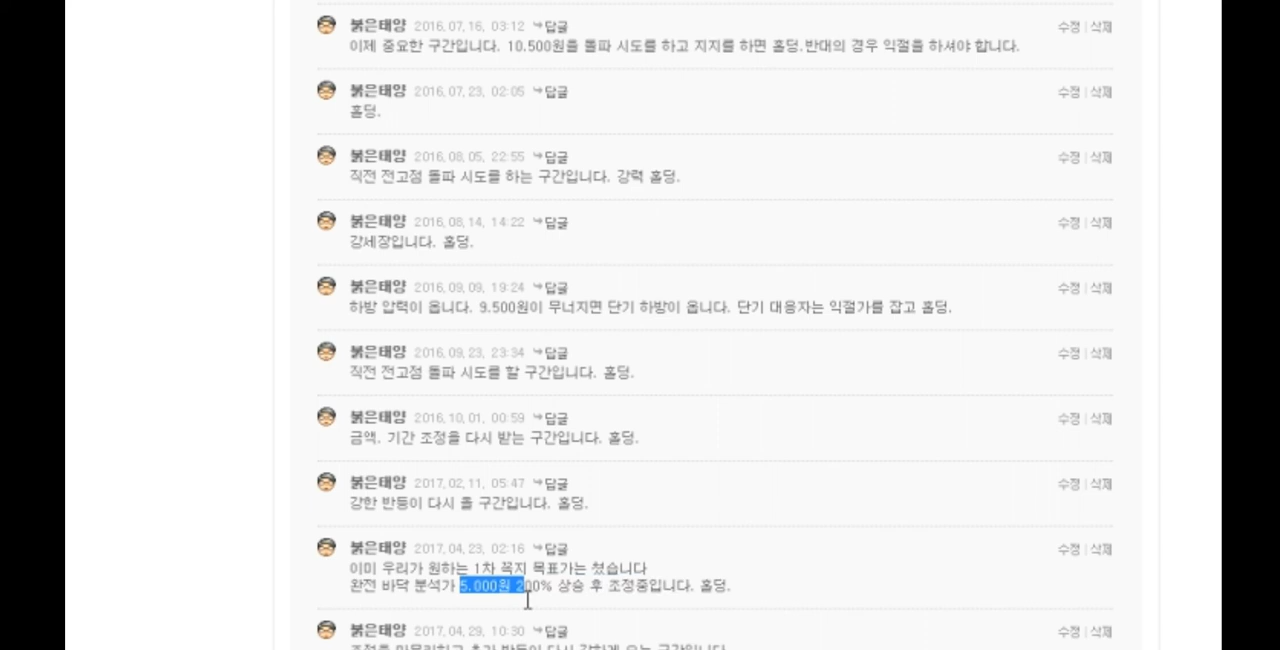 붉은태양 2016.07.16, 03:12 ↪답글 수정 | 삭제
이제 중요한 구간입니다. 10.500원을 돌파 시도를 하고 지지를 하면 홀딩.반대의 경우 익절을 하셔야 합니다.
붉은태양 2016.07.23, 02:05 ↪답글 수정 | 삭제
홀딩.
붉은태양 2016.08.05, 22:55 ↪답글 수정 | 삭제
직전 전고점 돌파 시도를 하는 구간입니다. 강력 홀딩.
붉은태양 2016.08.14, 14:22 ↪답글 수정 | 삭제
강세장입니다. 홀딩.
붉은태양 2016.09.09, 19:24 ↪답글 수정 | 삭제
하방 압력이 옵니다. 9.500원이 무너지면 단기 하방이 옵니다. 단기 대응자는 익절가를 잡고 홀딩.
붉은태양 2016.09.23, 23:34 ↪답글 수정 | 삭제
직전 전고점 돌파 시도를 할 구간입니다. 홀딩.
붉은태양 2016.10.01, 00:59 ↪답글 수정 | 삭제
금액. 기간 조정을 다시 받는 구간입니다. 홀딩.
붉은태양 2017.02.11, 05:47 ↪답글 수정 | 삭제
강한 반등이 다시 올 구간입니다. 홀딩.
붉은태양 2017.04.23, 02:16 ↪답글 수정 | 삭제
이미 우리가 원하는 1차 꼭지 목표가는 쳤습니다
완전 바닥 분석가 5.000원 200% 상승 후 조정중입니다. 홀딩.
붉은태양 2017.04.29, 10:30 ↪답글 수정 | 삭제